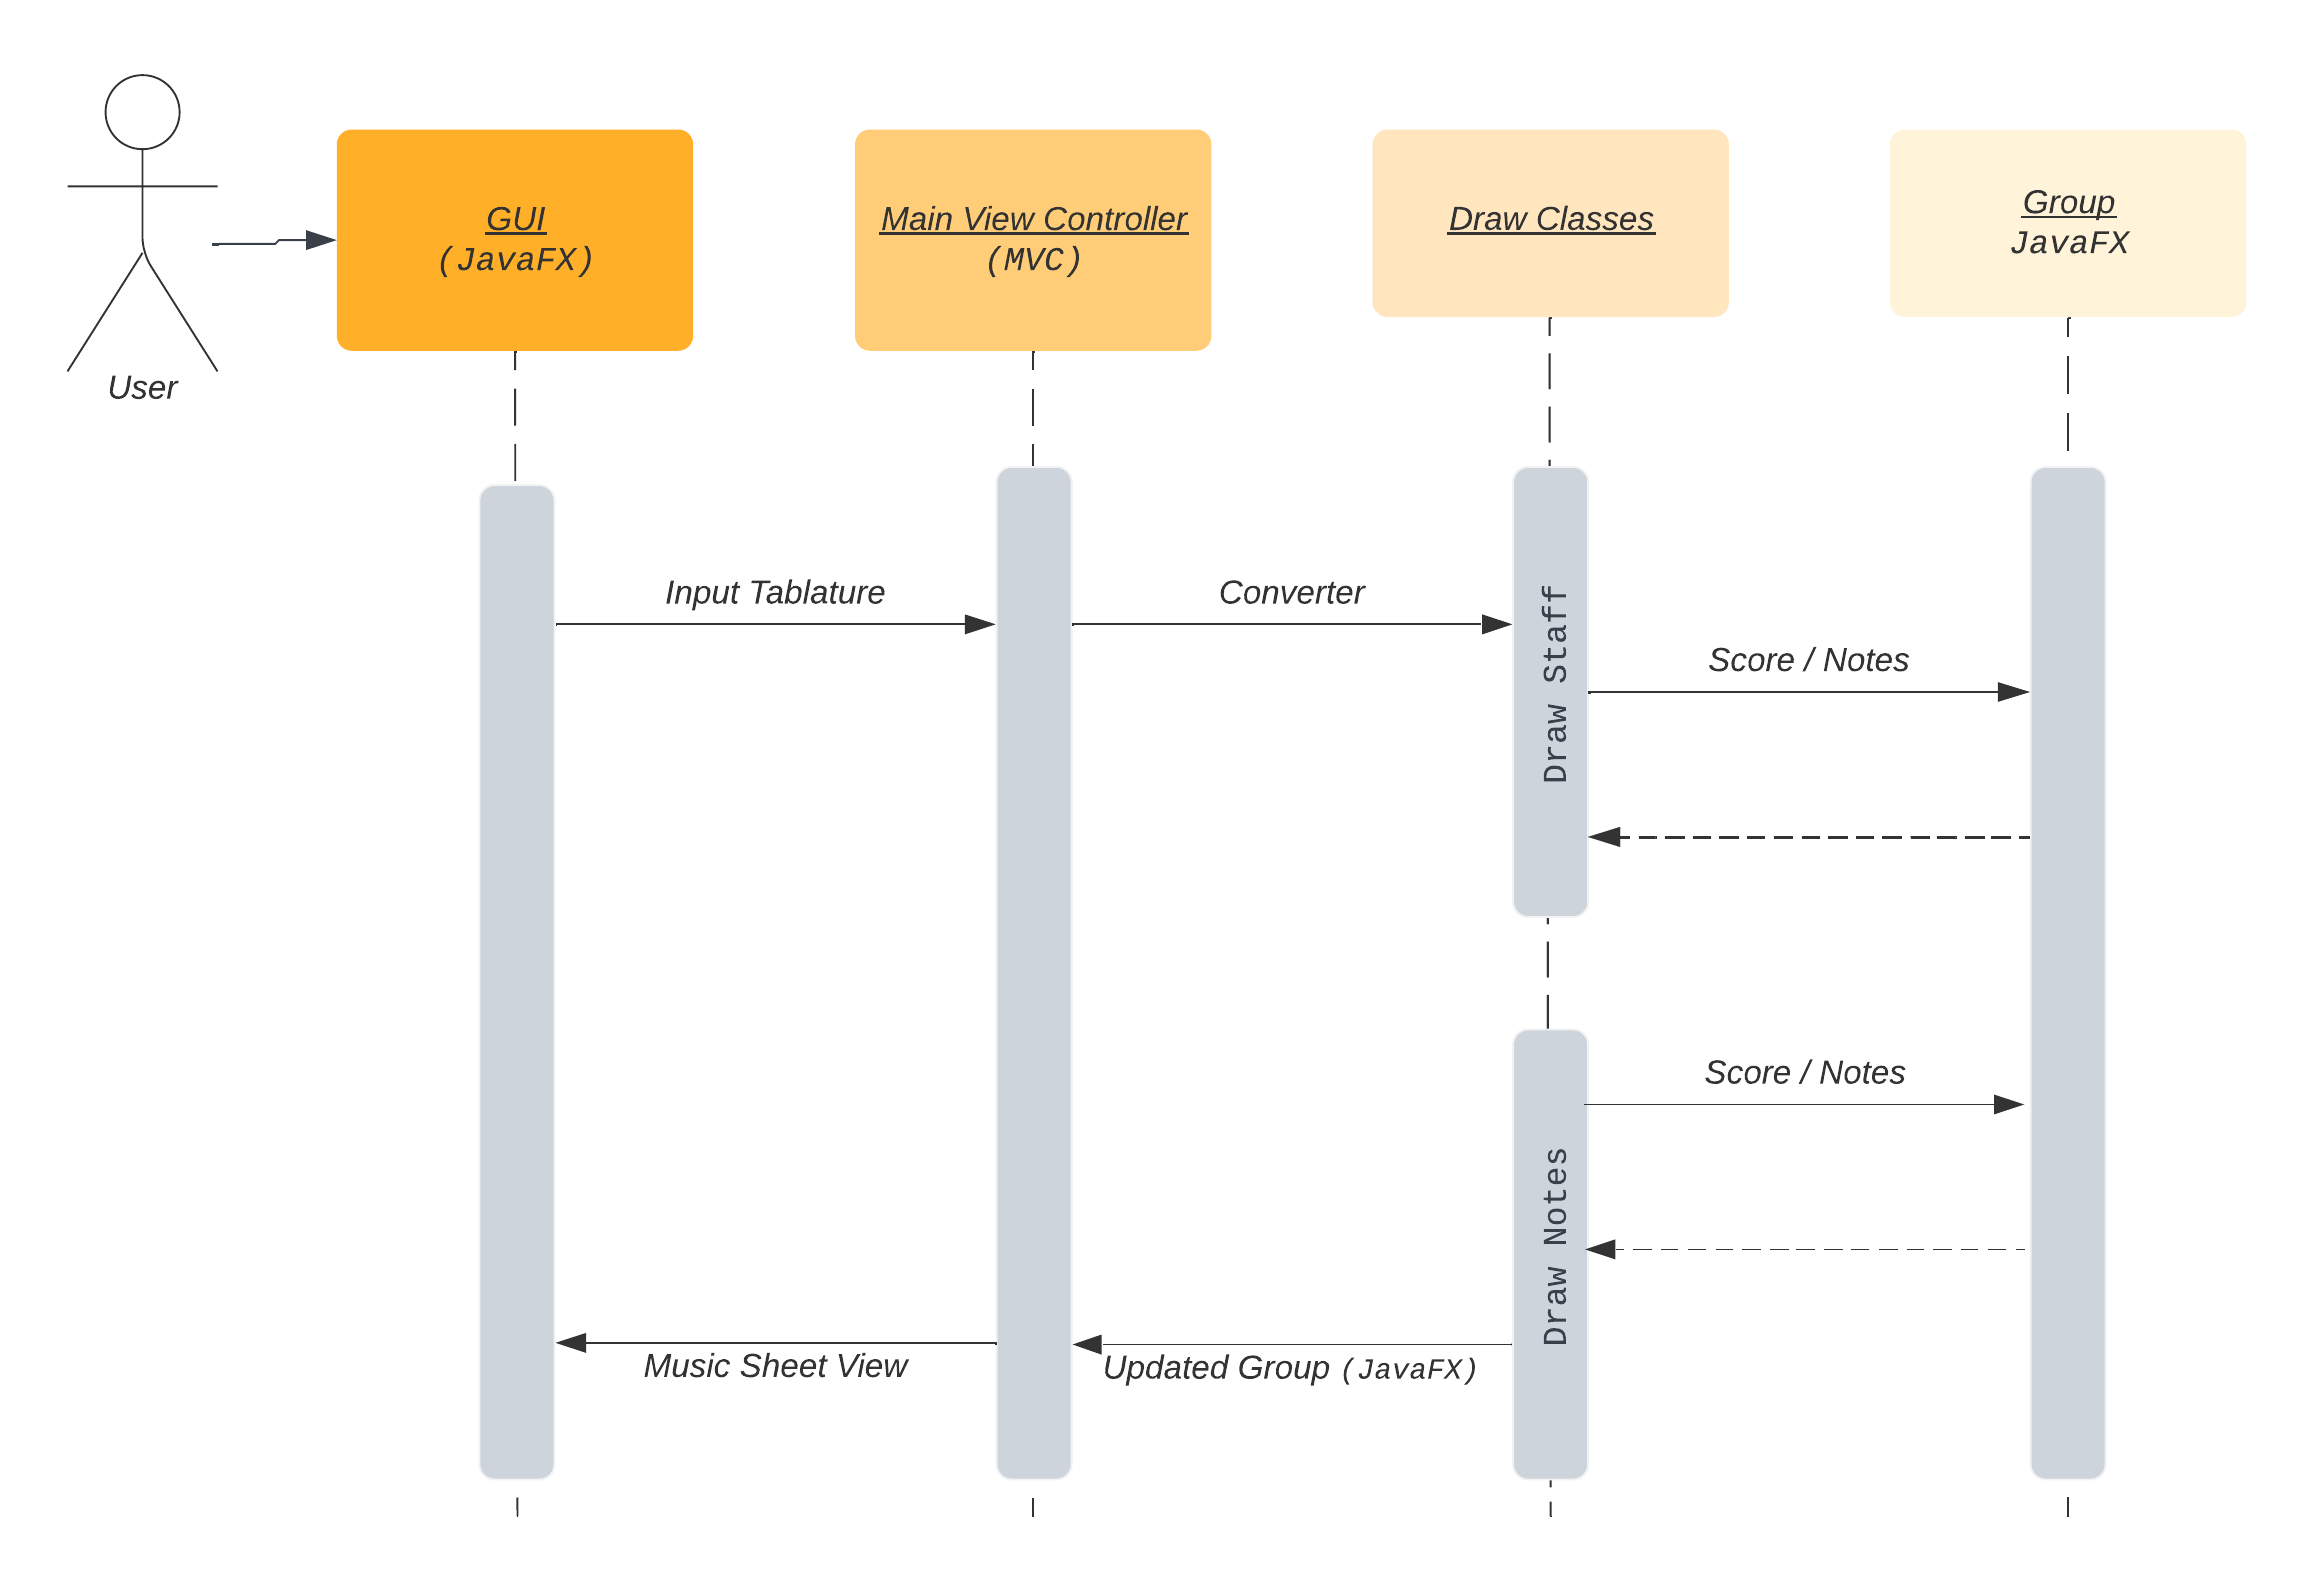 User
GUI
(JavaFX)
Main View Controller
(MVC)
Draw Classes
Group
JavaFX
Input Tablature
Converter
Draw Staff
Score / Notes
Draw Notes
Score / Notes
Music Sheet View
Updated Group (JavaFX)